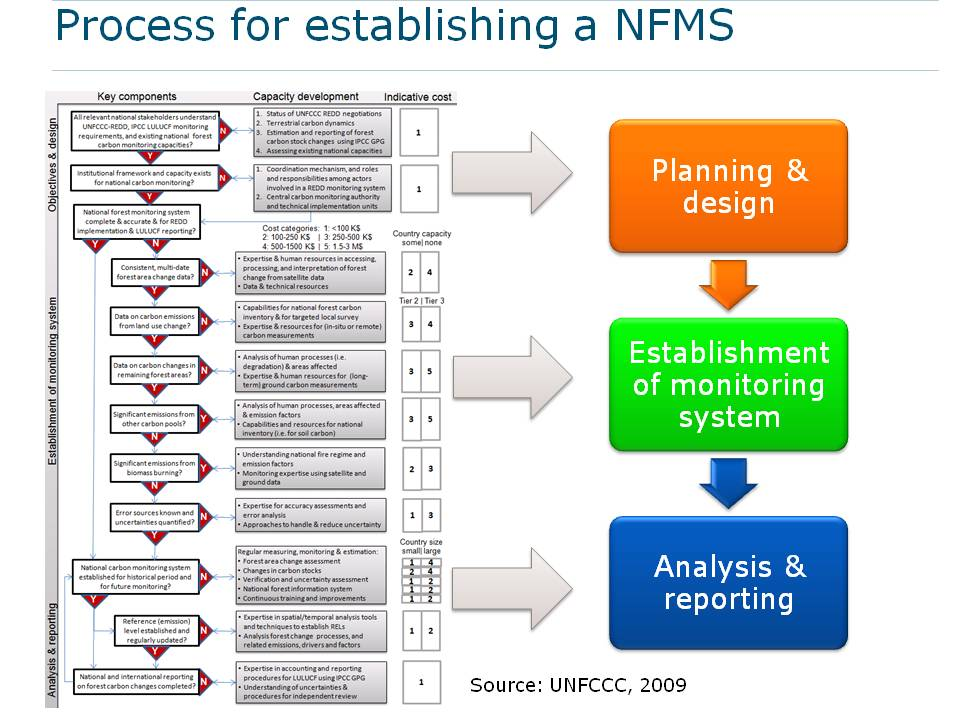 Process for establishing a NFMS
Key components
Capacity development
Indicative cost
Objectives & design
All relevant national stakeholders understand
UNFCCC-REDD, IPCC LULUCF monitoring
requirements, and existing national forest
carbon monitoring capacities?
N
Y
1. Status of UNFCCC REDD negotiations
2. Terrestrial carbon dynamics
3. Estimation and reporting of forest
carbon stock changes using IPCC GPG
4. Assessing existing national capacities
1
Institutional framework and capacity exists
for national carbon monitoring?
N
Y
1. Coordination mechanism, and roles
and responsibilities among actors
involved in a REDD monitoring system
2. Central carbon monitoring authority
and technical implementation units
1
National forest monitoring system
complete & accurate & for REDD
implementation & LULUCF reporting?
Y
N
Cost categories: 1: <100 K$
2: 100-250 K$ | 3: 250-500 K$
4: 500-1500 K$ | 5: 1.5-3 M$
Country capacity
some| none
Establishment of monitoring system
Consistent, multi-date
forest area change data?
N
Y
• Expertise & human resources in accessing,
processing, and interpretation of forest
change from satellite data
• Data & technical resources
2 4
Tier 2 | Tier 3
Data on carbon emissions
from land use change?
N
Y
• Capabilities for national forest carbon
inventory & for targeted local survey
• Expertise & resources for (in-situ or remote)
carbon measurements
3 4
Data on carbon changes in
remaining forest areas?
N
Y
• Analysis of human processes (i.e.
degradation) & areas affected
• Expertise & human resources for (long-
term) ground carbon measurements
3 5
Significant emissions from
other carbon pools?
Y
N
• Analysis of human processes, areas affected
& emission factors
• Capabilities and resources for national
inventory (i.e. for soil carbon)
3 5
Significant emissions from
biomass burning?
Y
N
• Understanding national fire regime and
emission factors
• Monitoring expertise using satellite and
ground data
2 3
Error sources known and
uncertainties quantified?
N
Y
• Expertise for accuracy assessments and
error analysis
• Approaches to handle & reduce uncertainty
1 3
Country size
small| large
Analysis & reporting
National carbon monitoring system
established for historical period and
for future monitoring?
N
Y
Regular measuring, monitoring & estimation:
• Forest area change assessment
• Changes in carbon stocks
• Verification and uncertainty assessment
• National forest information system
• Continuous training and improvements
1 4
2 4
1 2
1 2
1 2
Reference (emission)
level established and
regularly updated?
N
Y
• Expertise in spatial/temporal analysis tools
and techniques to establish RELs
• Analysis forest change processes, and
related emissions, drivers and factors
1 2
National and international reporting
on forest carbon changes completed?
N
• Expertise in accounting and reporting
procedures for LULUCF using IPCC GPG
• Understanding of uncertainties &
procedures for independent review
1
Planning &
design
Establishment
of monitoring
system
Analysis &
reporting
Source: UNFCCC, 2009